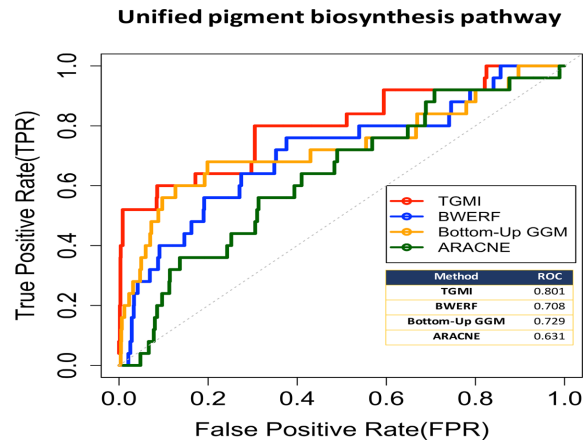 Unified pigment biosynthesis pathway
True Positive Rate(TPR)
1.0
0.8
0.6
0.4
0.2
0.0
TGMI
BWERF
Bottom-Up GGM
ARACNE
Method ROC
TGMI 0.801
BWERF 0.708
Bottom-Up GGM 0.729
ARACNE 0.631
0.0 0.2 0.4 0.6 0.8 1.0
False Positive Rate(FPR)